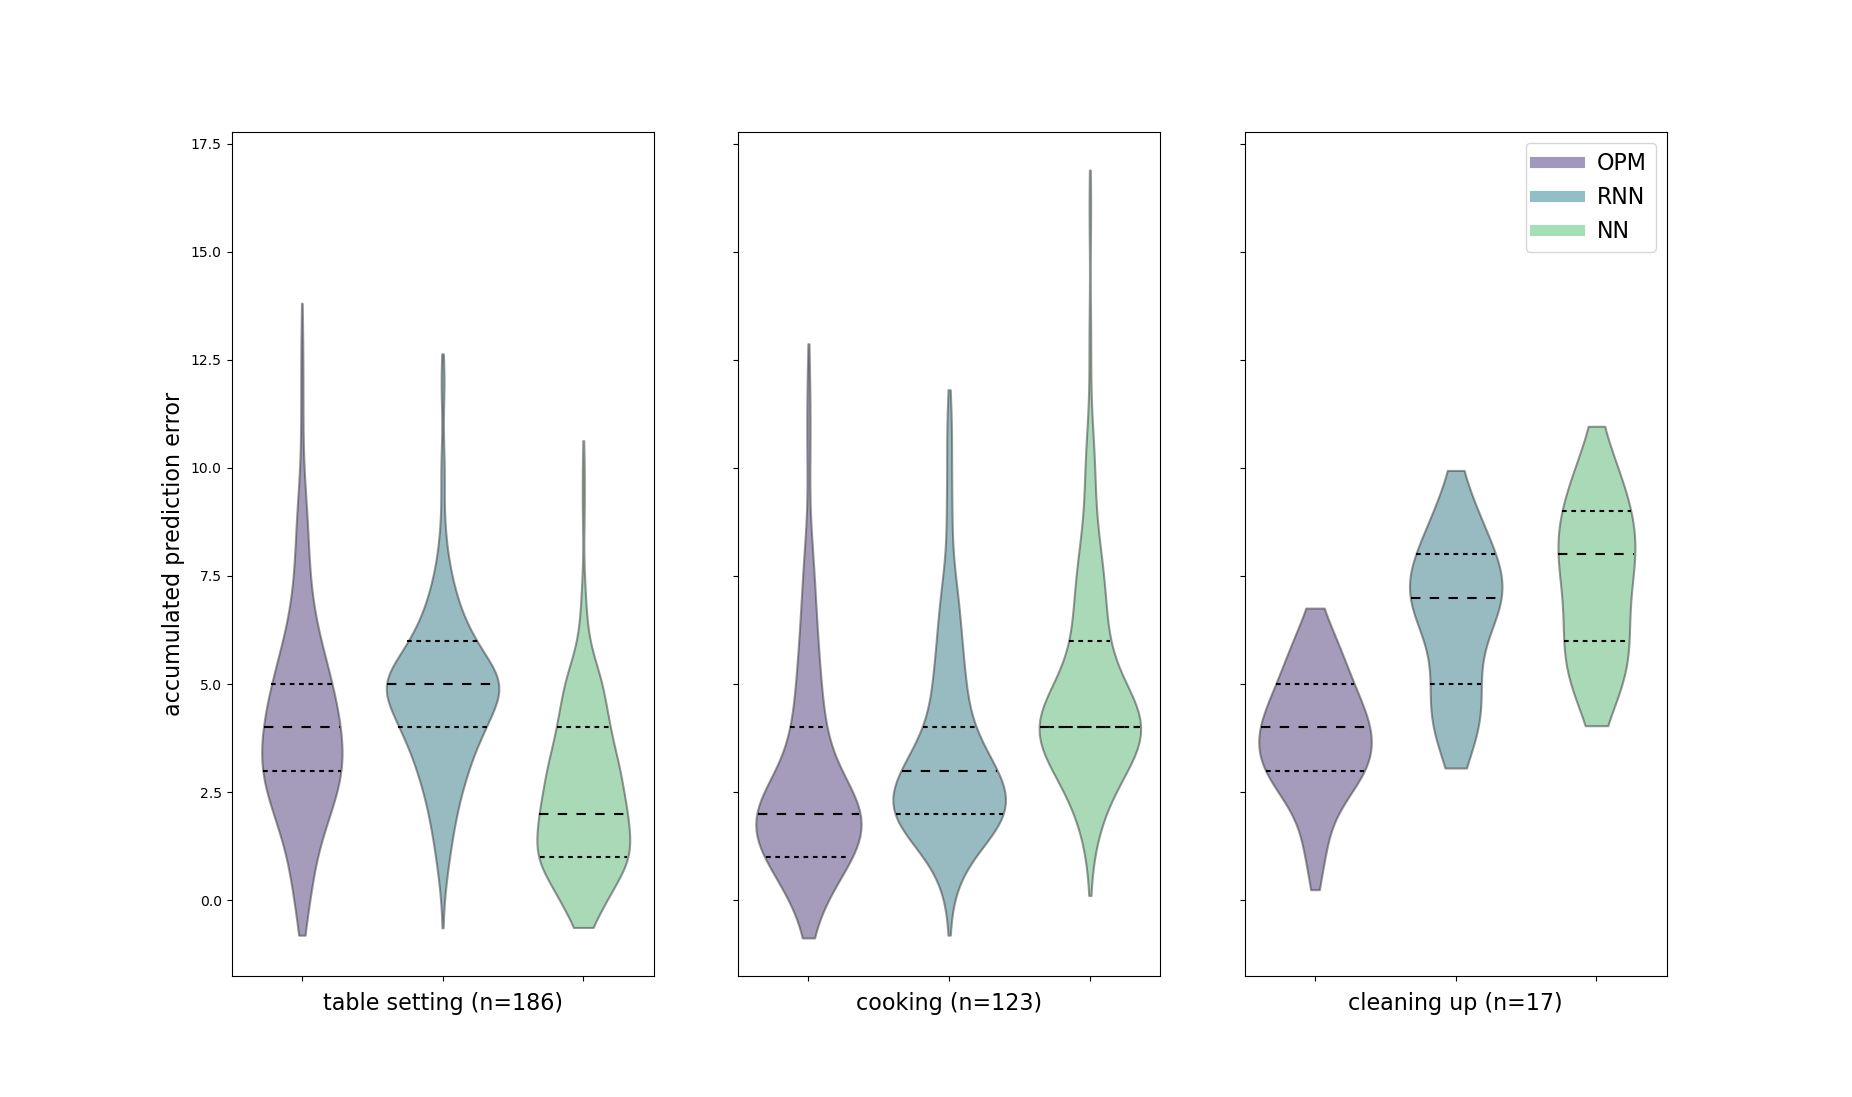 accumulated prediction error
17.5
15.0
12.5
10.0
7.5
5.0
2.5
0.0
OPM
RNN
NN
table setting (n=186)
cooking (n=123)
cleaning up (n=17)